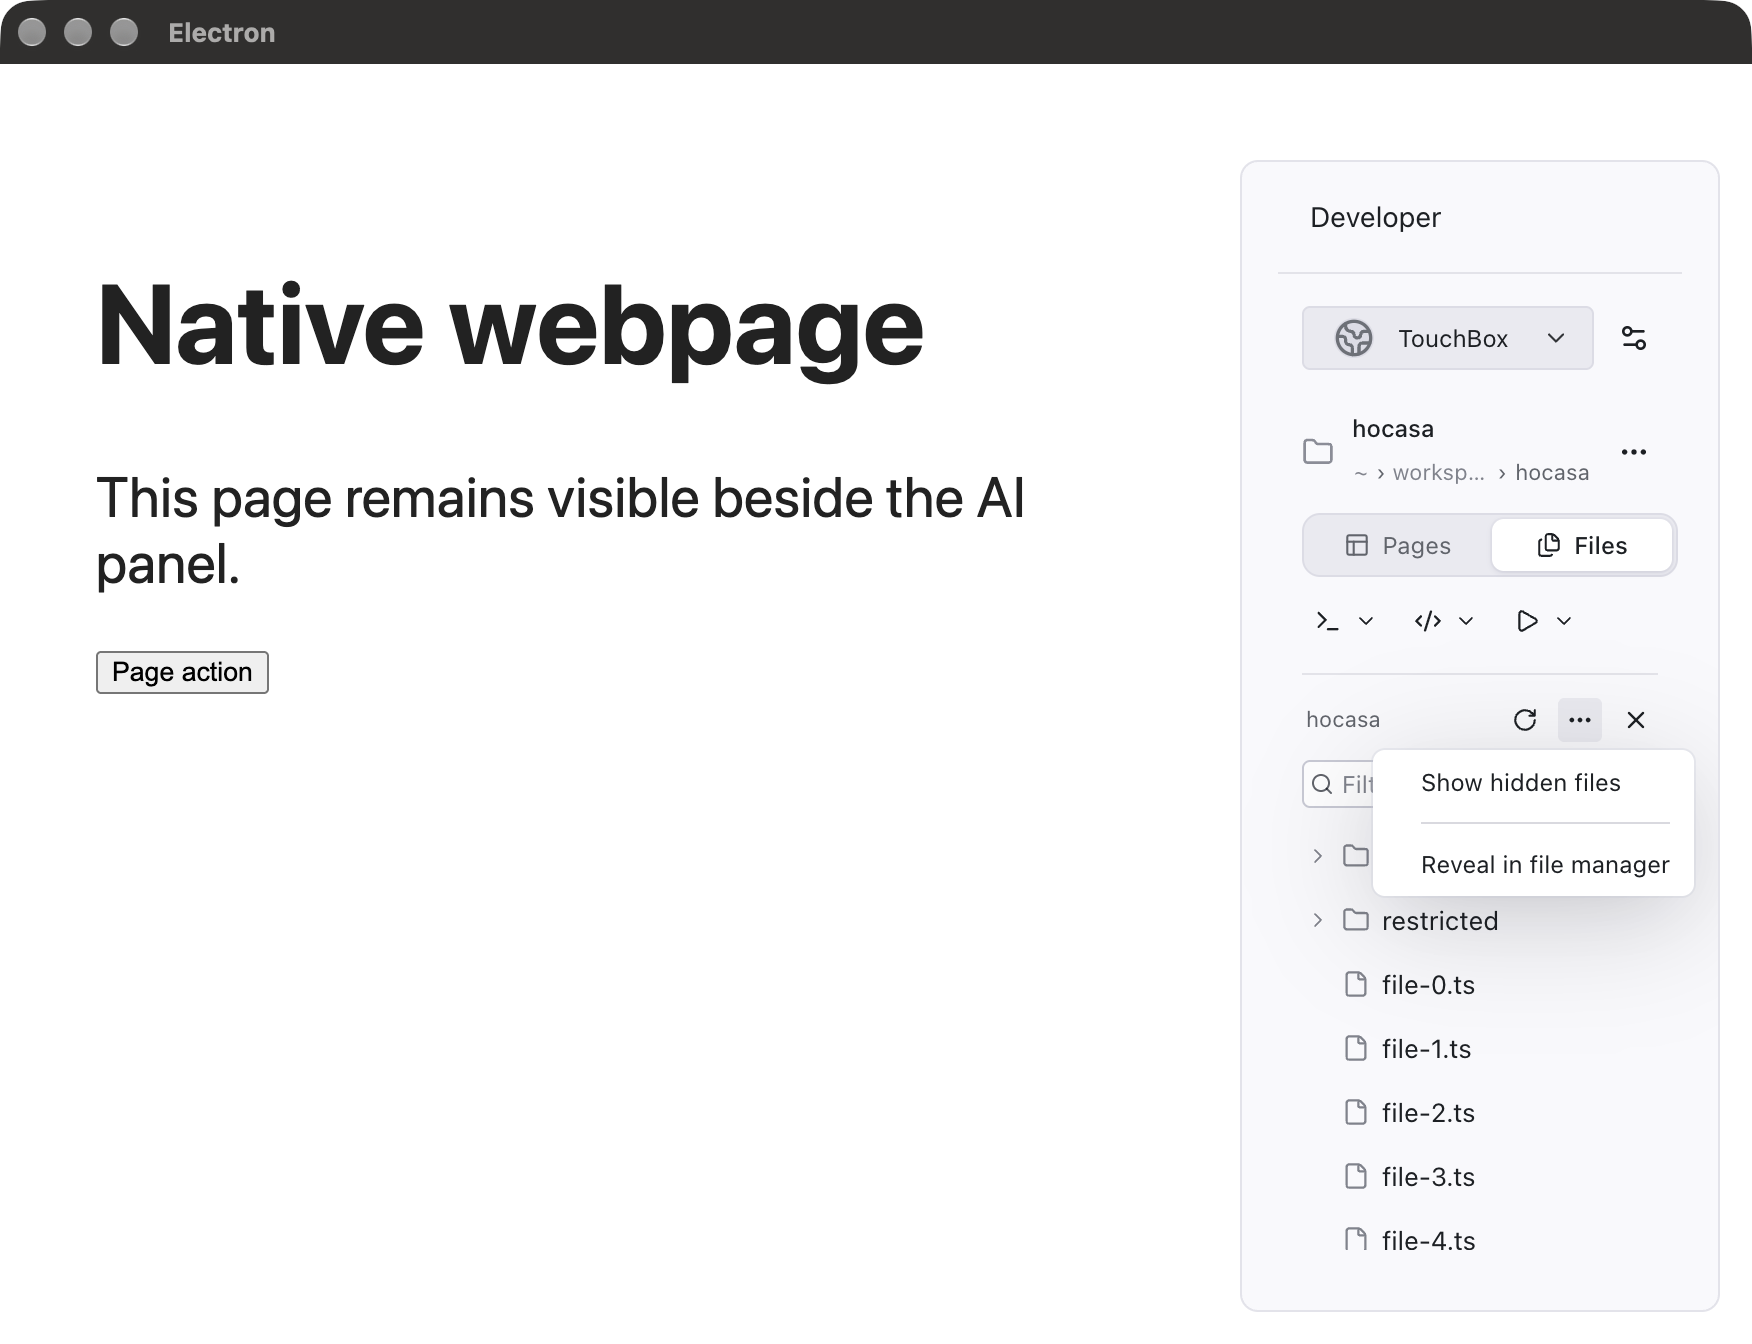 Electron
Native webpage
This page remains visible beside the AI
panel.
Page action
Developer
TouchBox
hocasa
~ › worksp... › hocasa
Pages
Files
hocasa
Show hidden files
Reveal in file manager
restricted
file-0.ts
file-1.ts
file-2.ts
file-3.ts
file-4.ts